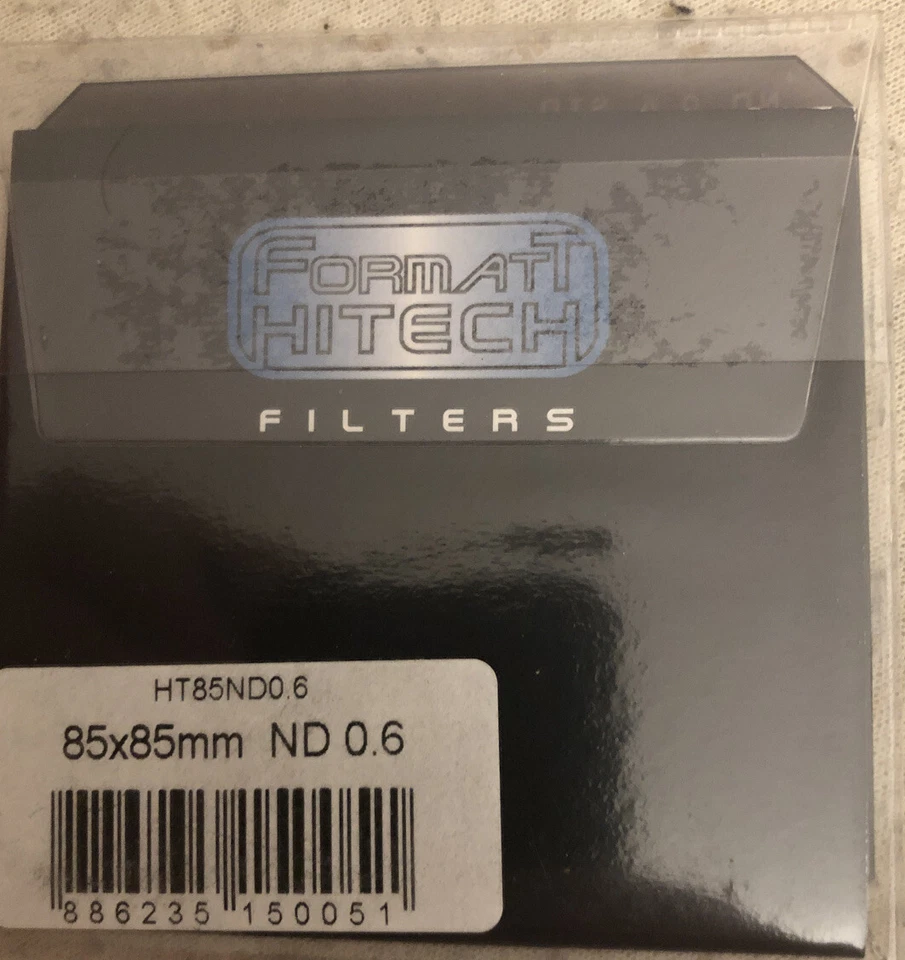 FORMATT
HITECH
FILTERS
HT85ND0.6
85x85mm ND 0.6
886235 150051